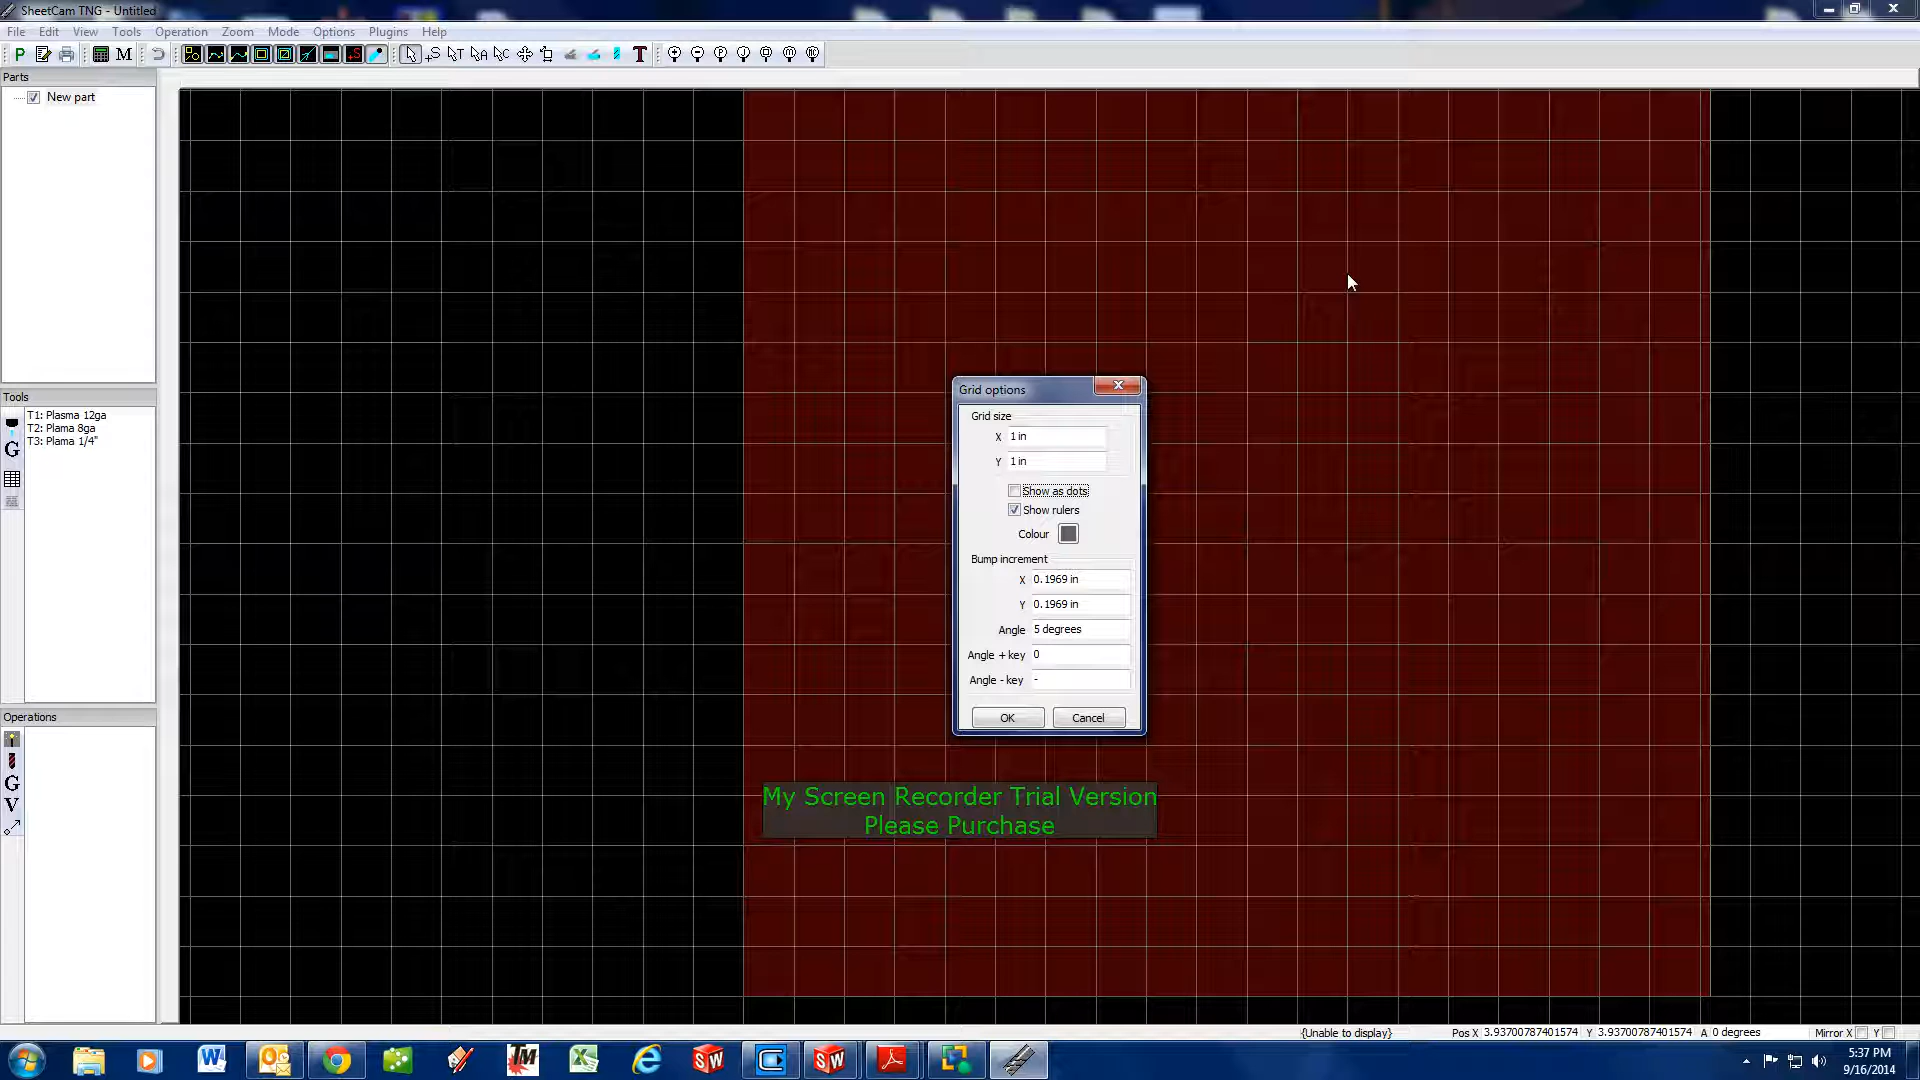 SheetCam TNG - Untitled
File Edit View Tools Operation Zoom Mode Options Plugins Help
P M S T A C T P J M MC
Parts
New part
Tools
T1: Plasma 12ga
T2: Plama 8ga
T3: Plama 1/4"
G
Operations
G
V
Grid options
Grid size
X 1 in
Y 1 in
Show as dots
Show rulers
Colour
Bump increment
X 0.1969 in
Y 0.1969 in
Angle 5 degrees
Angle + key 0
Angle - key -
OK Cancel
My Screen Recorder Trial Version
Please Purchase
{Unable to display} Pos X 3.93700787401574 Y 3.93700787401574 A 0 degrees Mirror X Y
5:37 PM
9/16/2014